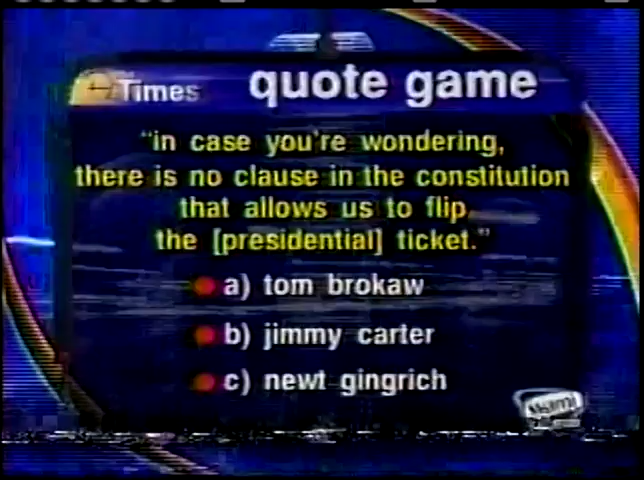 Times
quote game
"in case you're wondering,
there is no clause in the constitution
that allows us to flip
the [presidential] ticket."
a) tom brokaw
b) jimmy carter
c) newt gingrich
Miami